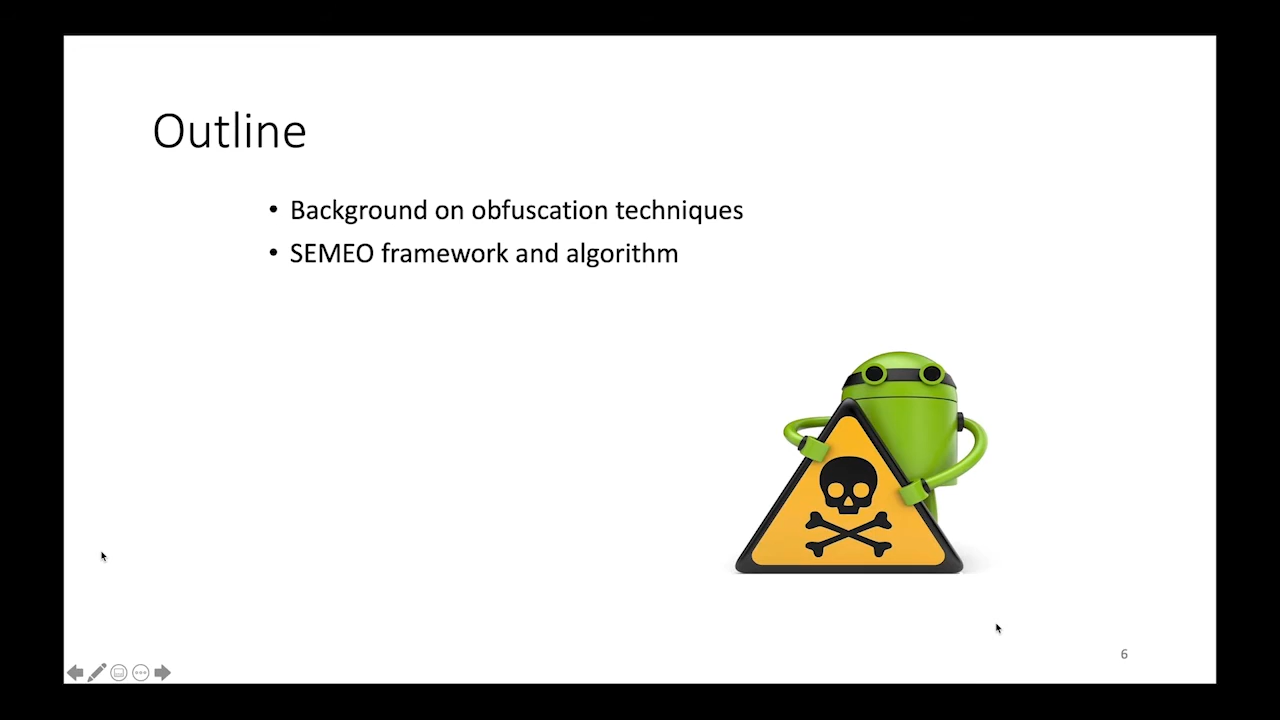 Outline
• Background on obfuscation techniques
• SEMEO framework and algorithm
6